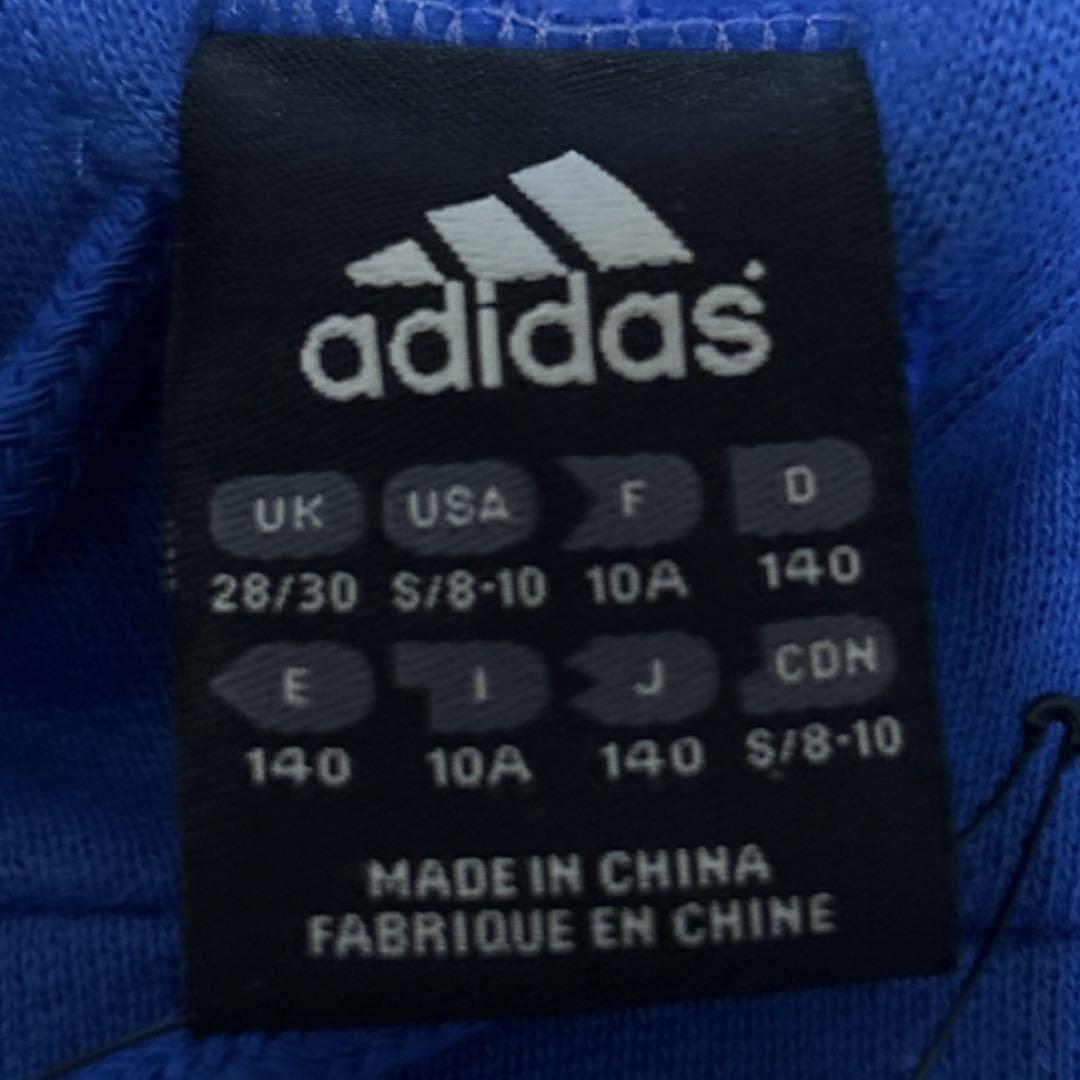 adidas
UK USA F D
28/30 S/8-10 10A 140
E I J CDN
140 10A 140 S/8-10
MADE IN CHINA
FABRIQUE EN CHINE